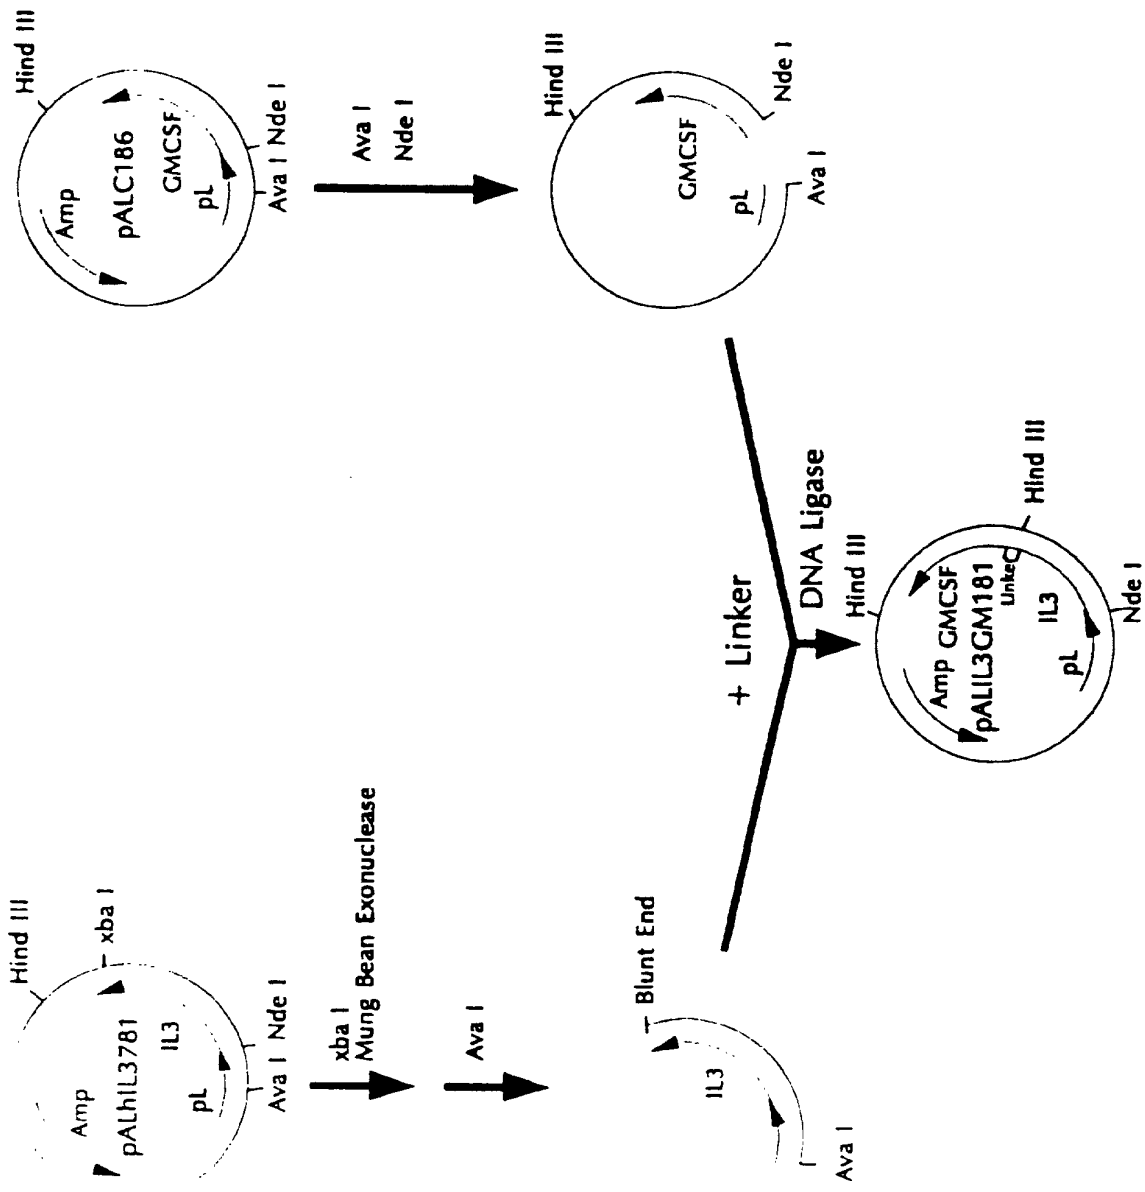 Hind III
xba I
Amp
pALhIL3781
IL3
pL
Ava I
Nde I
xba I
Mung Bean Exonuclease
Ava I
Blunt End
IL3
Ava I
Hind III
Amp
pALC186
GMCSF
pL
Ava I
Nde I
Ava I
Nde I
Hind III
GMCSF
pL
Nde I
Ava I
+ Linker
DNA Ligase
Hind III
Hind III
Amp GMCSF
pALIL3GM181
Linke
IL3
pL
Nde I